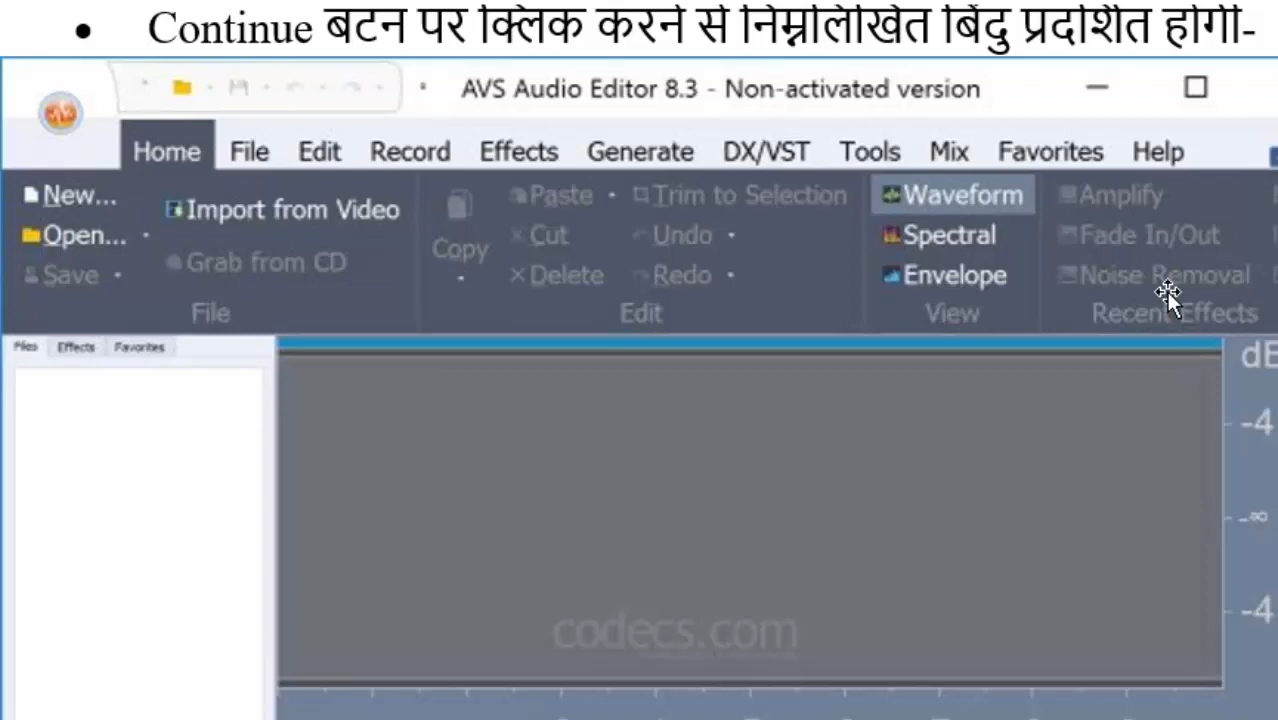 • Continue बटन पर क्लिक करने से निम्नलिखित बिंदु प्रदर्शित होगी-
AVS Audio Editor 8.3 - Non-activated version
Home File Edit Record Effects Generate DX/VST Tools Mix Favorites Help
New... Import from Video Copy Paste Trim to Selection Waveform Amplify
Open... Grab from CD Cut Undo Spectral Fade In/Out
Save Delete Redo Envelope Noise Removal
File Edit View Recent Effects
Files Effects Favorites
-4
-∞
-4
codecs.com